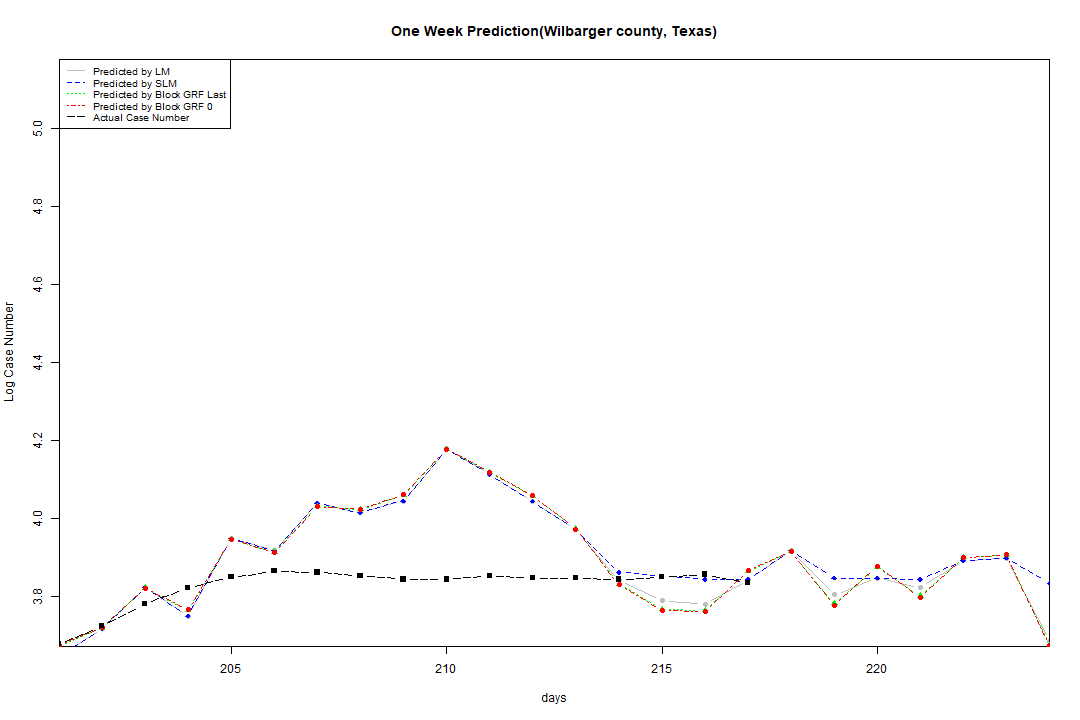 One Week Prediction(Wilbarger county, Texas)
Predicted by LM
Predicted by SLM
Predicted by Block GRF Last
Predicted by Block GRF 0
Actual Case Number
5.0
4.8
4.6
4.4
4.2
4.0
3.8
Log Case Number
205 210 215 220
days